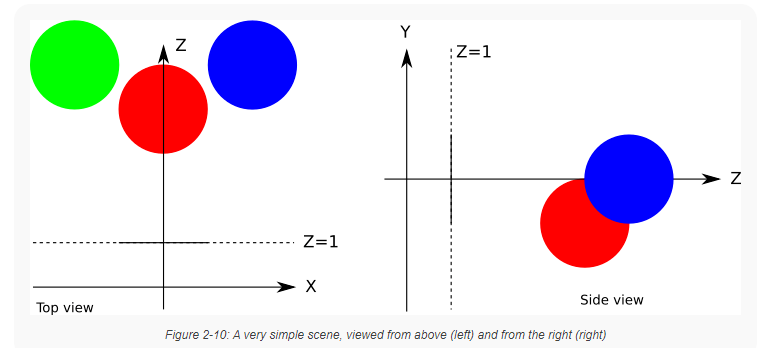 Z
Z=1
X
Top view
Y
Z=1
Z
Side view
Figure 2-10: A very simple scene, viewed from above (left) and from the right (right)